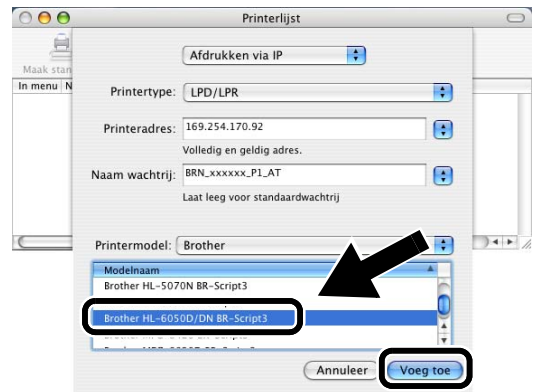 Printerlijst
Afdrukken via IP
Maak stan
In menu N
Printertype: LPD/LPR
Printeradres: 169.254.170.92
Volledig en geldig adres.
Naam wachtrij: BRN_xxxxxx_P1_AT
Laat leeg voor standaardwachtrij
Printermodel: Brother
Modelnaam
Brother HL-5070N BR-Script3
Brother HL-6050D/DN BR-Script3
Annuleer Voeg toe